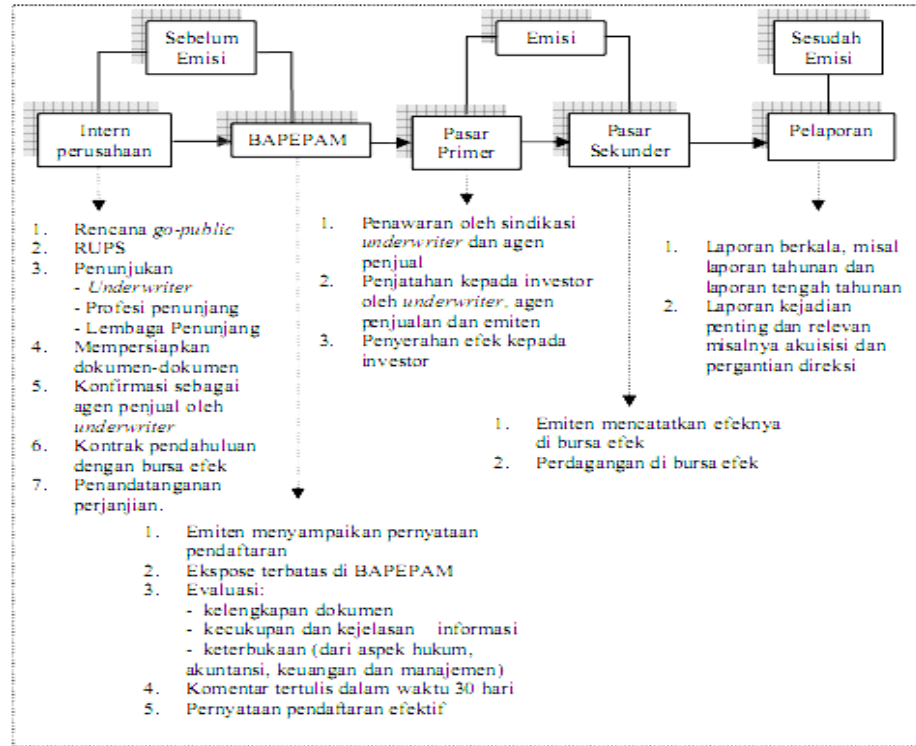 Sebelum
Emisi
Emisi
Sesudah
Emisi
Intern
perusahaan
BAPEPAM
Pasar
Primer
Pasar
Sekunder
Pelaporan
1. Rencana go-public
2. RUPS
3. Penunjukan
- Underwriter
- Profesi penunjang
- Lembaga Penunjang
4. Mempersiapkan
dokumen-dokumen
5. Konfirmasi sebagai
agen penjual oleh
underwriter
6. Kontrak pendahuluan
dengan bursa efek
7. Penandatanganan
perjanjian.
1. Emiten menyampaikan pernyataan
pendaftaran
2. Ekspose terbatas di BAPEPAM
3. Evaluasi:
- kelengkapan dokumen
- kecukupan dan kejelasan informasi
- keterbukaan (dari aspek hukum,
akuntansi, keuangan dan manajemen)
4. Komentar tertulis dalam waktu 30 hari
5. Pernyataan pendaftaran efektif
1. Penawaran oleh sindikasi
underwriter dan agen
penjual
2. Penjatahan kepada investor
oleh underwriter, agen
penjualan dan emiten
3. Penyerahan efek kepada
investor
1. Emiten mencatatkan efeknya
di bursa efek
2. Perdagangan di bursa efek
1. Laporan berkala, misal
laporan tahunan dan
laporan tengah tahunan
2. Laporan kejadian
penting dan relevan
misalnya akuisisi dan
pergantian direksi